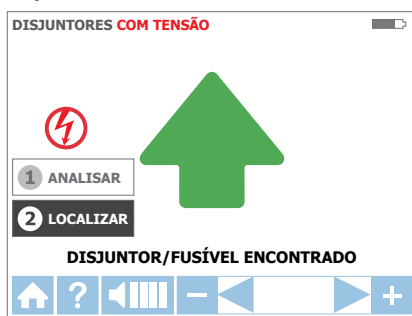 DISJUNTORES COM TENSÃO
1 ANALISAR
2 LOCALIZAR
DISJUNTOR/FUSÍVEL ENCONTRADO
? − +